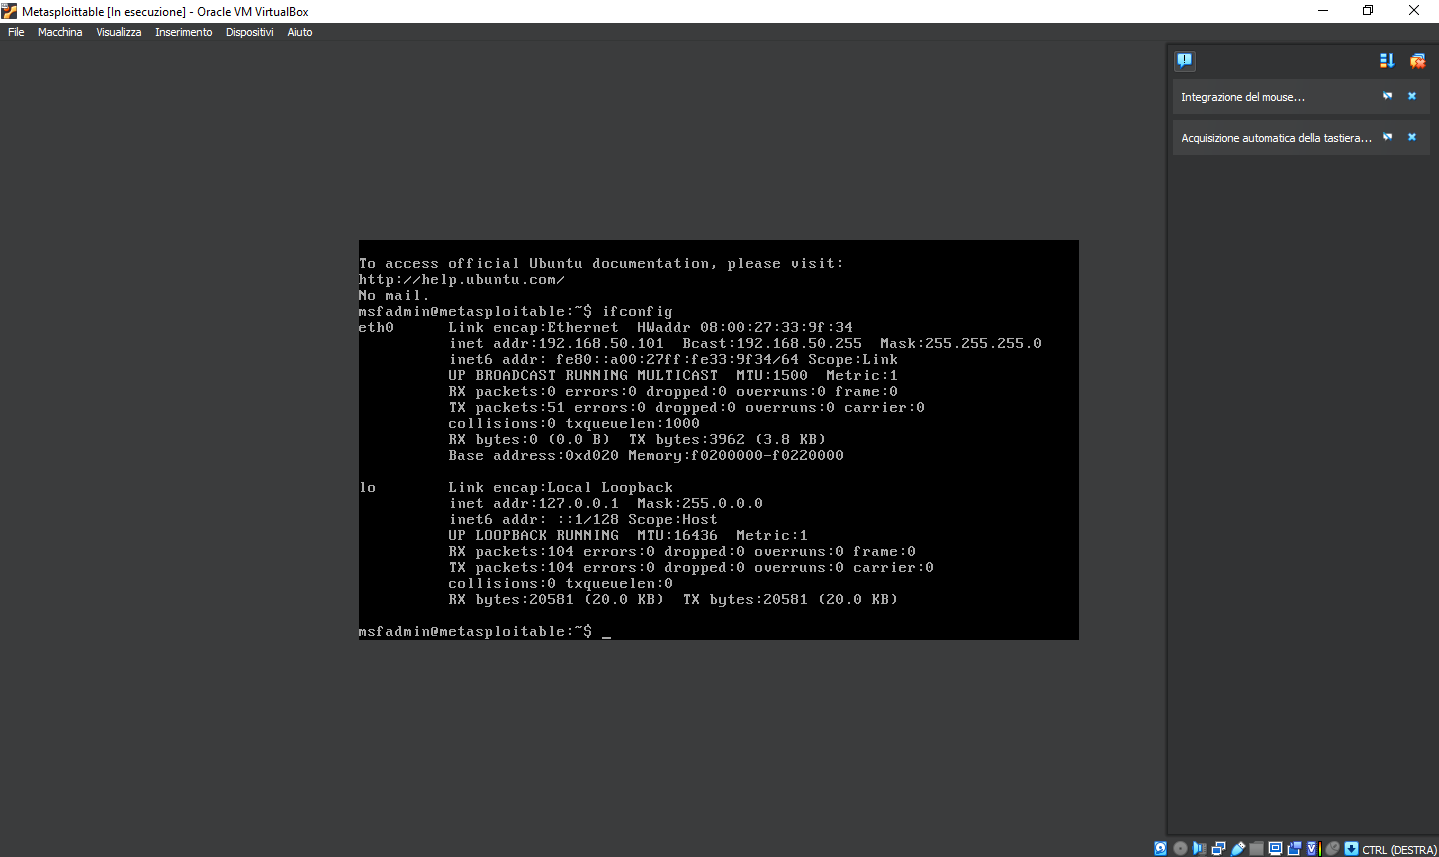 Metasploittable [In esecuzione] - Oracle VM VirtualBox
File Macchina Visualizza Inserimento Dispositivi Aiuto
Integrazione del mouse...
Acquisizione automatica della tastiera...
To access official Ubuntu documentation, please visit:
http://help.ubuntu.com/
No mail.
msfadmin@metasploitable:~$ ifconfig
eth0      Link encap:Ethernet  HWaddr 08:00:27:33:9f:34
          inet addr:192.168.50.101  Bcast:192.168.50.255  Mask:255.255.255.0
          inet6 addr: fe80::a00:27ff:fe33:9f34/64 Scope:Link
          UP BROADCAST RUNNING MULTICAST  MTU:1500  Metric:1
          RX packets:0 errors:0 dropped:0 overruns:0 frame:0
          TX packets:51 errors:0 dropped:0 overruns:0 carrier:0
          collisions:0 txqueuelen:1000
          RX bytes:0 (0.0 B)  TX bytes:3962 (3.8 KB)
          Base address:0xd020 Memory:f0200000-f0220000
lo        Link encap:Local Loopback
          inet addr:127.0.0.1  Mask:255.0.0.0
          inet6 addr: ::1/128 Scope:Host
          UP LOOPBACK RUNNING  MTU:16436  Metric:1
          RX packets:104 errors:0 dropped:0 overruns:0 frame:0
          TX packets:104 errors:0 dropped:0 overruns:0 carrier:0
          collisions:0 txqueuelen:0
          RX bytes:20581 (20.0 KB)  TX bytes:20581 (20.0 KB)
msfadmin@metasploitable:~$ _
CTRL (DESTRA)